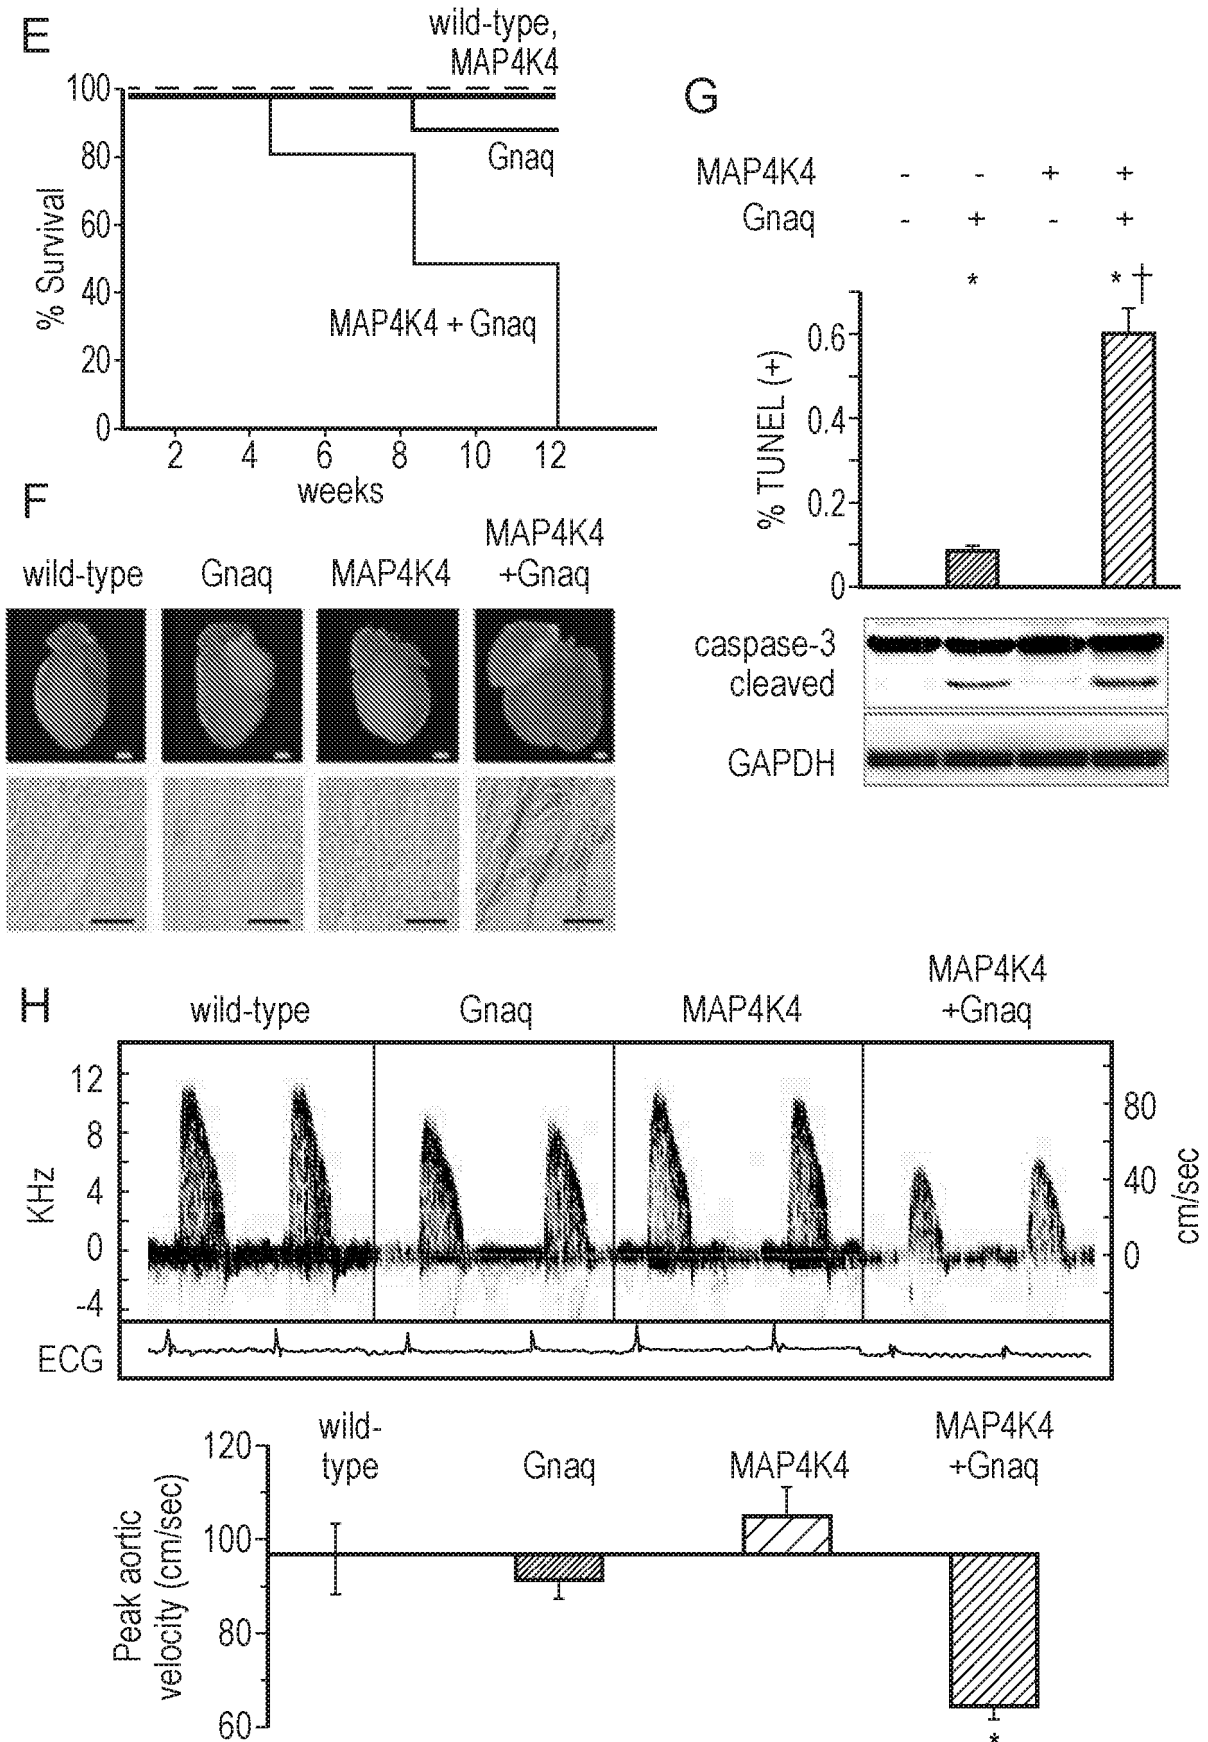 E
wild-type,
MAP4K4
100
80
60
40
20
0
% Survival
Gnaq
MAP4K4 + Gnaq
2 4 6 8 10 12
weeks
F
wild-type Gnaq MAP4K4 MAP4K4
+Gnaq
G
MAP4K4 - - + +
Gnaq - + - +
* *†
% TUNEL (+)
0.6
0.4
0.2
0
caspase-3
cleaved
GAPDH
H
wild-type Gnaq MAP4K4 MAP4K4
+Gnaq
KHz
12
8
4
0
-4
80
40
0
cm/sec
ECG
wild-
type Gnaq MAP4K4 MAP4K4
+Gnaq
Peak aortic
velocity (cm/sec)
120
100
80
60
*